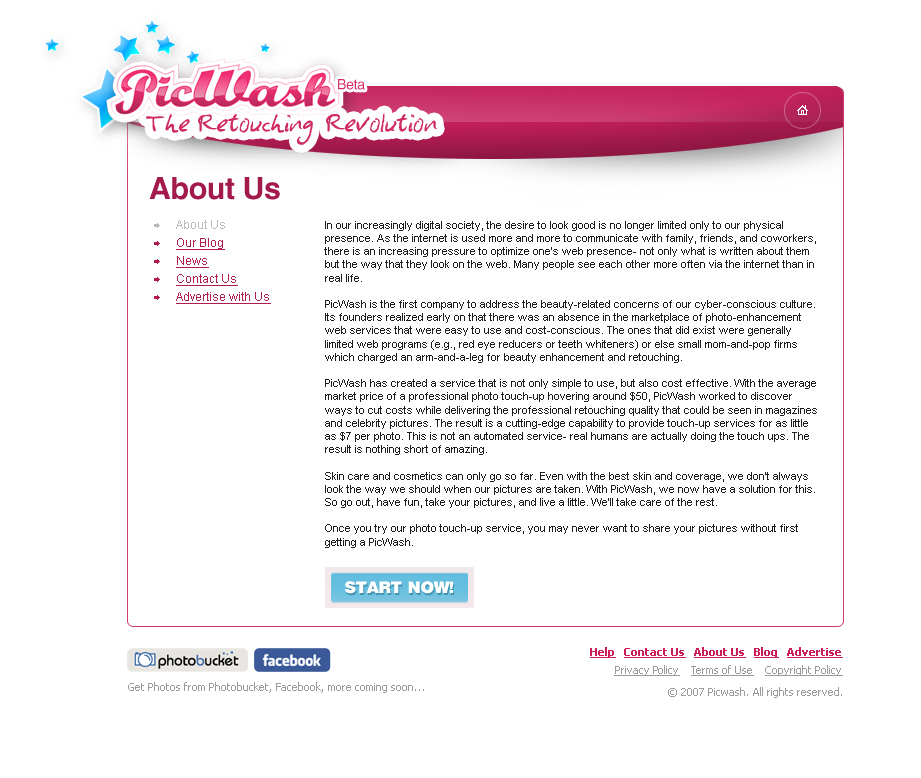 PicWash Beta
The Retouching Revolution
About Us
About Us
Our Blog
News
Contact Us
Advertise with Us
In our increasingly digital society, the desire to look good is no longer limited only to our physical
presence. As the internet is used more and more to communicate with family, friends, and coworkers,
there is an increasing pressure to optimize one's web presence- not only what is written about them
but the way that they look on the web. Many people see each other more often via the internet than in
real life.
PicWash is the first company to address the beauty-related concerns of our cyber-conscious culture.
Its founders realized early on that there was an absence in the marketplace of photo-enhancement
web services that were easy to use and cost-conscious. The ones that did exist were generally
limited web programs (e.g., red eye reducers or teeth whiteners) or else small mom-and-pop firms
which charged an arm-and-a-leg for beauty enhancement and retouching.
PicWash has created a service that is not only simple to use, but also cost effective. With the average
market price of a professional photo touch-up hovering around $50, PicWash worked to discover
ways to cut costs while delivering the professional retouching quality that could be seen in magazines
and celebrity pictures. The result is a cutting-edge capability to provide touch-up services for as little
as $7 per photo. This is not an automated service- real humans are actually doing the touch ups. The
result is nothing short of amazing.
Skin care and cosmetics can only go so far. Even with the best skin and coverage, we don't always
look the way we should when our pictures are taken. With PicWash, we now have a solution for this.
So go out, have fun, take your pictures, and live a little. We'll take care of the rest.
Once you try our photo touch-up service, you may never want to share your pictures without first
getting a PicWash.
START NOW!
photobucket facebook
Get Photos from Photobucket, Facebook, more coming soon...
Help Contact Us About Us Blog Advertise
Privacy Policy Terms of Use Copyright Policy
© 2007 Picwash. All rights reserved.